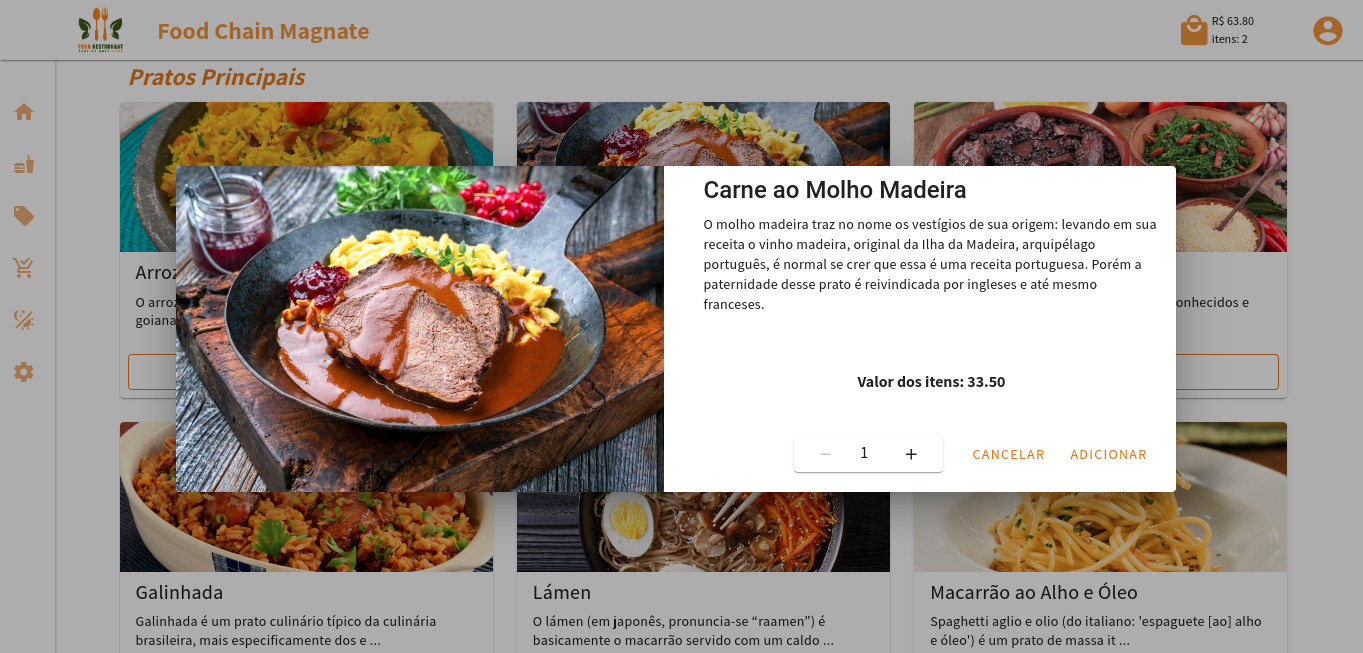 Food Chain Magnate
R$ 63.80
itens: 2
Pratos Principais
Carne ao Molho Madeira
O molho madeira traz no nome os vestígios de sua origem: levando em sua
receita o vinho madeira, original da Ilha da Madeira, arquipélago
português, é normal se crer que essa é uma receita portuguesa. Porém a
paternidade desse prato é reivindicada por ingleses e até mesmo
franceses.
Valor dos itens: 33.50
1
CANCELAR
ADICIONAR
O
goiana
onhecidos e
Galinhada
Galinhada é um prato culinário típico da culinária
brasileira, mais especificamente dos e ...
Lámen
O lámen (em japonês, pronuncia-se “raamen”) é
basicamente o macarrão servido com um caldo ...
Macarrão ao Alho e Óleo
Spaghetti aglio e olio (do italiano: 'espaguete [ao] alho
e óleo') é um prato de massa it ...